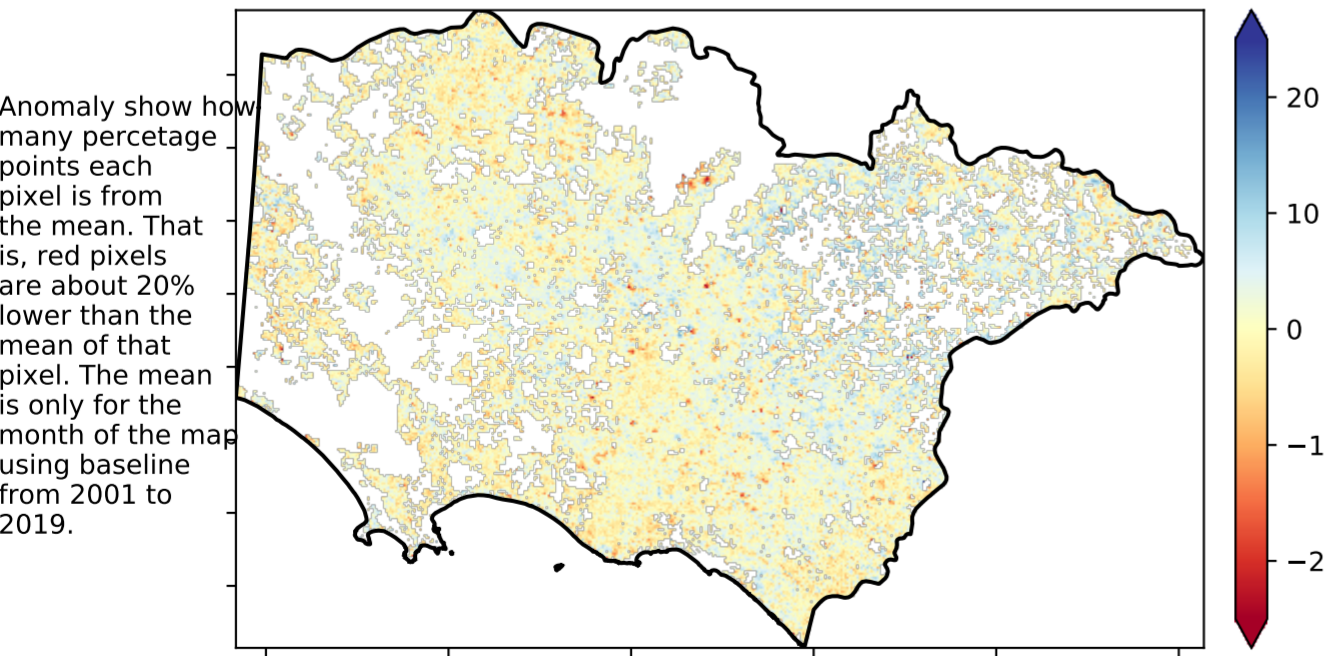 Anomaly show how
many percetage
points each
pixel is from
the mean. That
is, red pixels
are about 20%
lower than the
mean of that
pixel. The mean
is only for the
month of the map
using baseline
from 2001 to
2019.
20
10
0
−1
−2